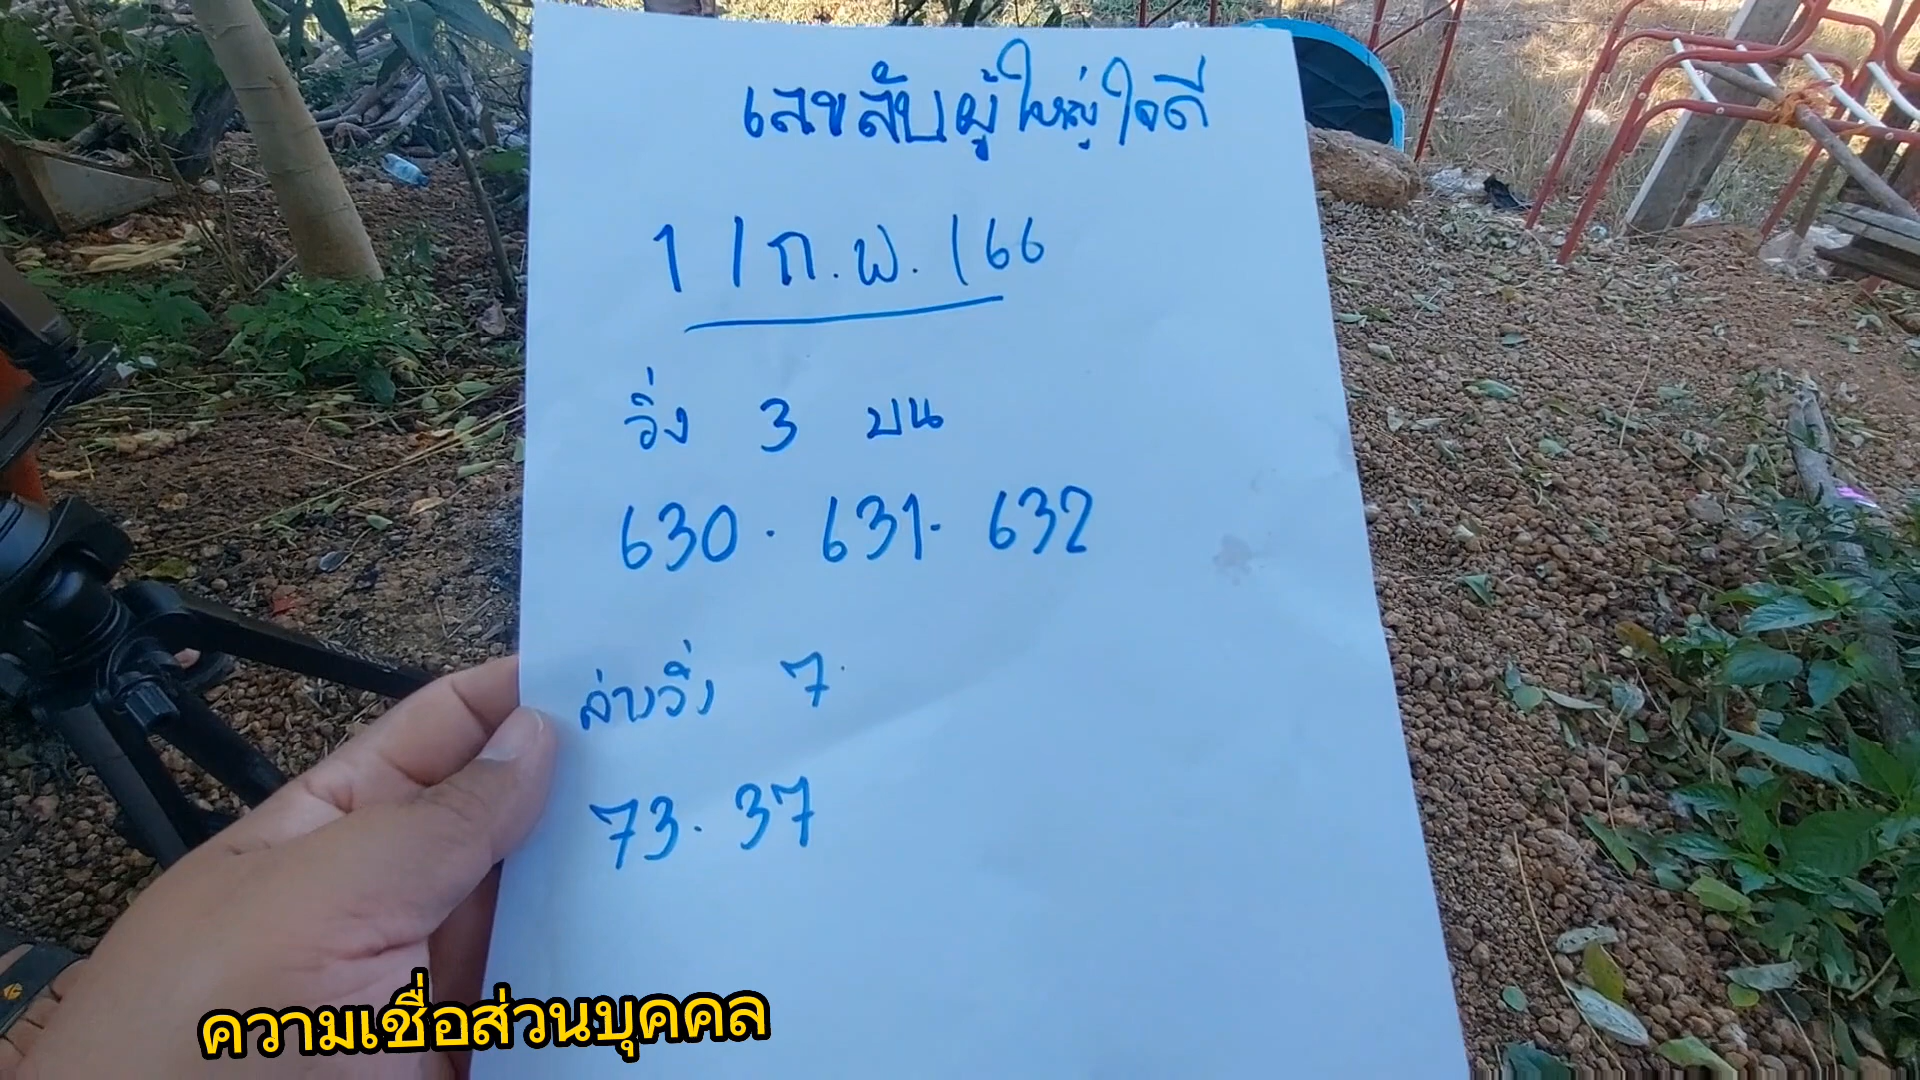 เลขลับผู้ใหญ่ใจดี
1 / ก.พ. / 66
วิ่ง 3 บน
630 · 631 · 632
ล่างวิ่ง 7
73 · 37
ความเชื่อส่วนบุคคล